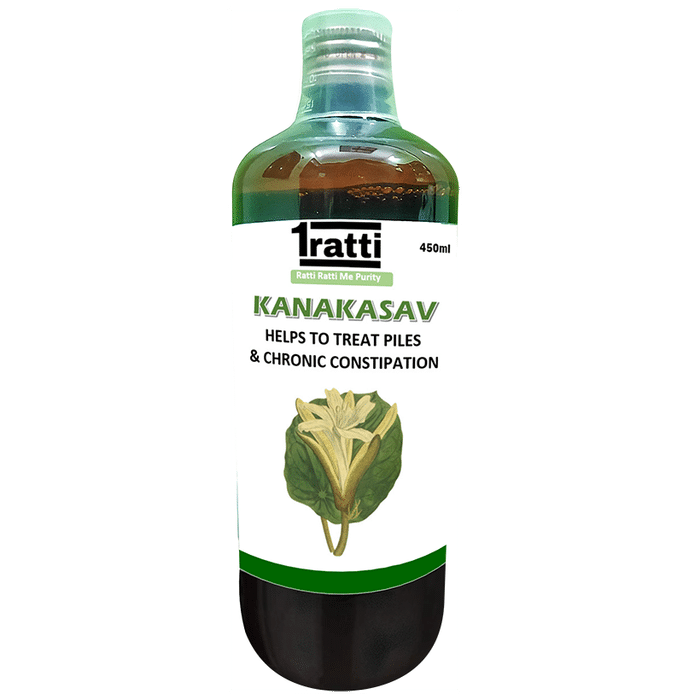 1ratti
450ml
Ratti Ratti Me Purity
KANAKASAV
HELPS TO TREAT PILES
& CHRONIC CONSTIPATION